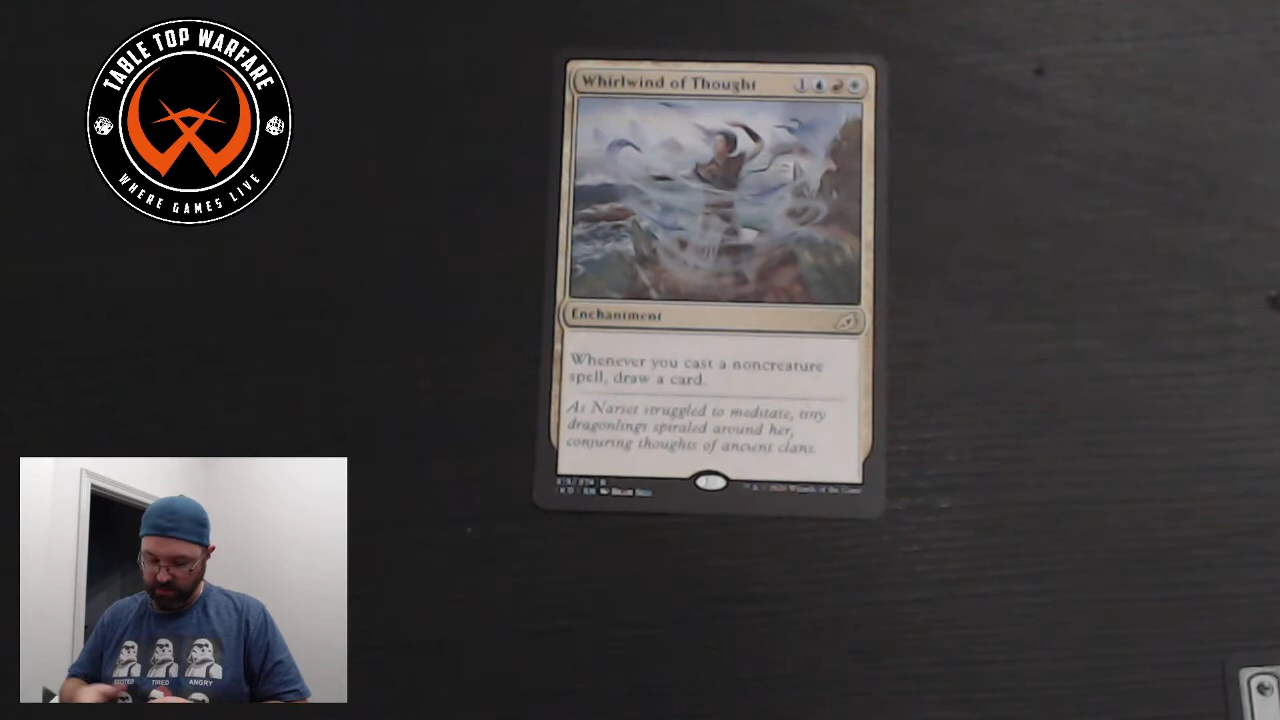 TABLE TOP WARFARE
WHERE GAMES LIVE
Whirlwind of Thought
1
Enchantment
Whenever you cast a noncreature
spell, draw a card.
As Narset struggled to meditate, tiny
dragonlings spiraled around her,
conjuring thoughts of ancient clans.
EXCITED TIRED ANGRY